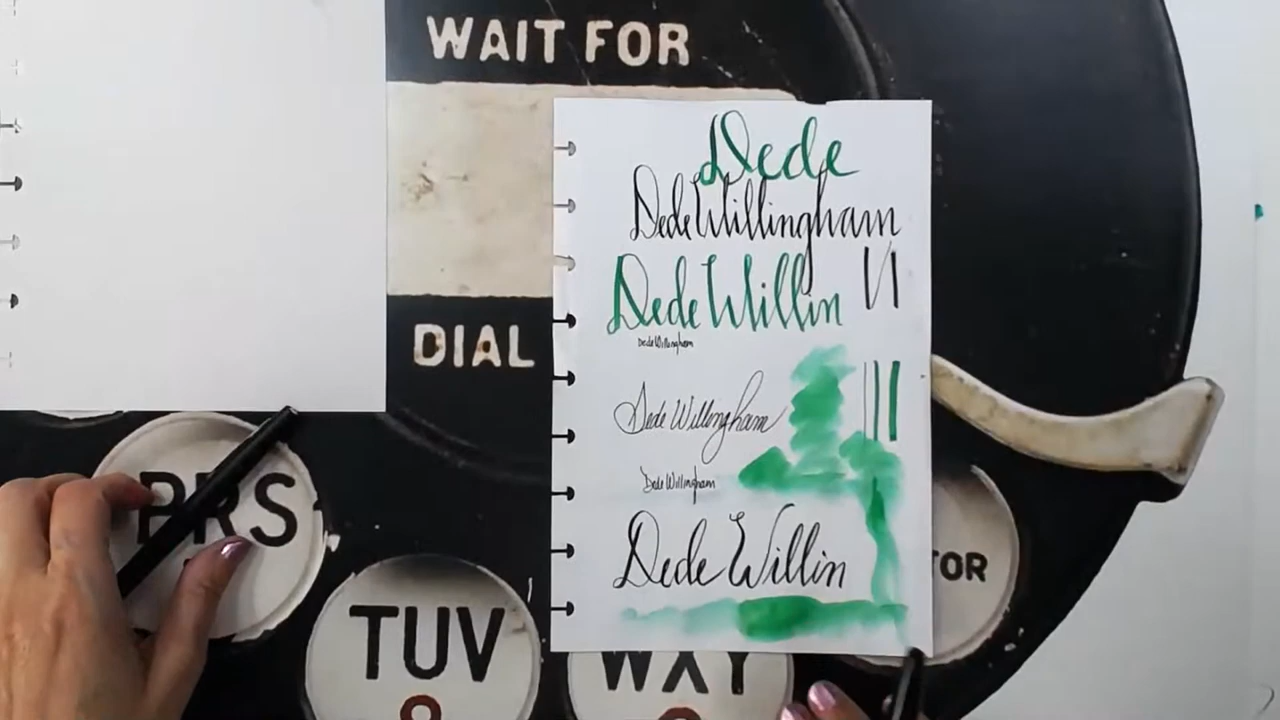 WAIT FOR
Dede
Dede Willingham
Dede Willin
DIAL
Dede Willingham
Dede Willingham
Dede Willingham
Dede Willin
PRS
TOR
TUV
WXY